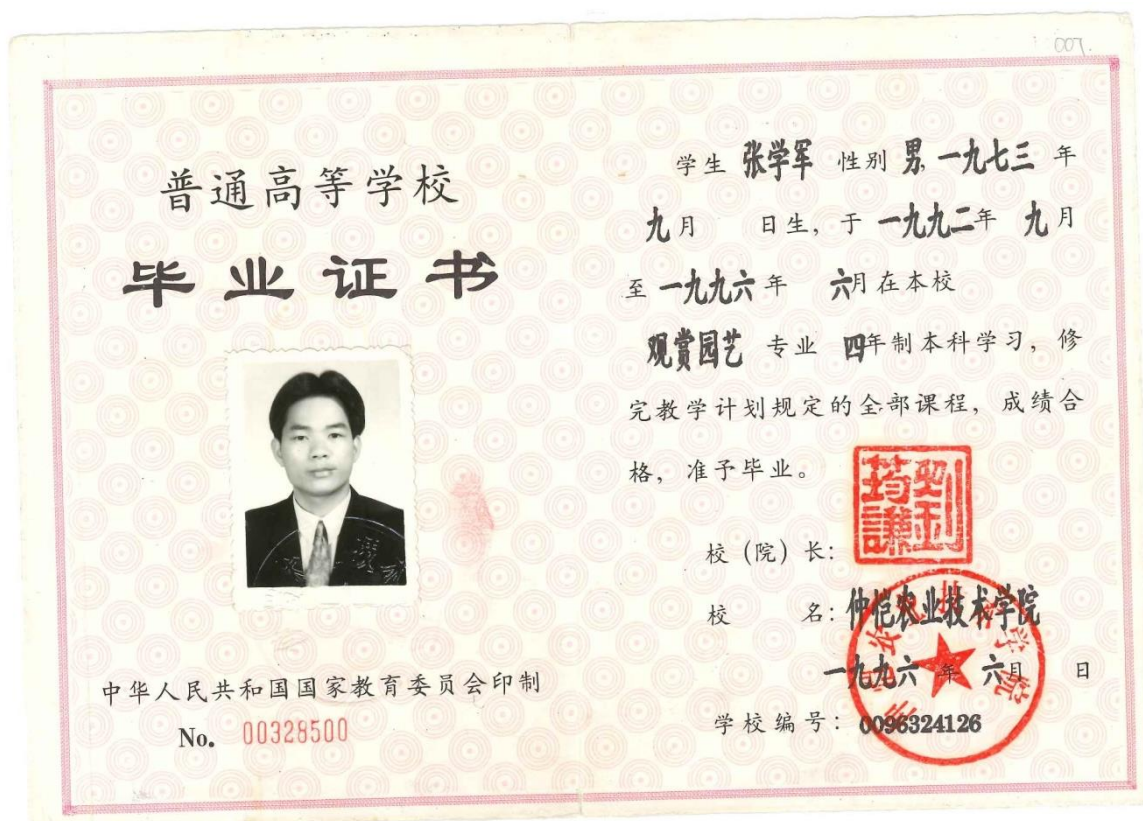 007.
普通高等学校
毕业证书
中华人民共和国国家教育委员会印制
No. 00328500
学生 张学军 性别 男, 一九七三 年
九月 日生, 于 一九九二年 九月
至 一九九六 年 六月在本校
观赏园艺 专业 四年制本科学习, 修
完教学计划规定的全部课程, 成绩合
格, 准予毕业。
校 (院) 长:
校 名: 仲恺农业技术学院
一九九六 年 六月 日
学校编号: 0096324126